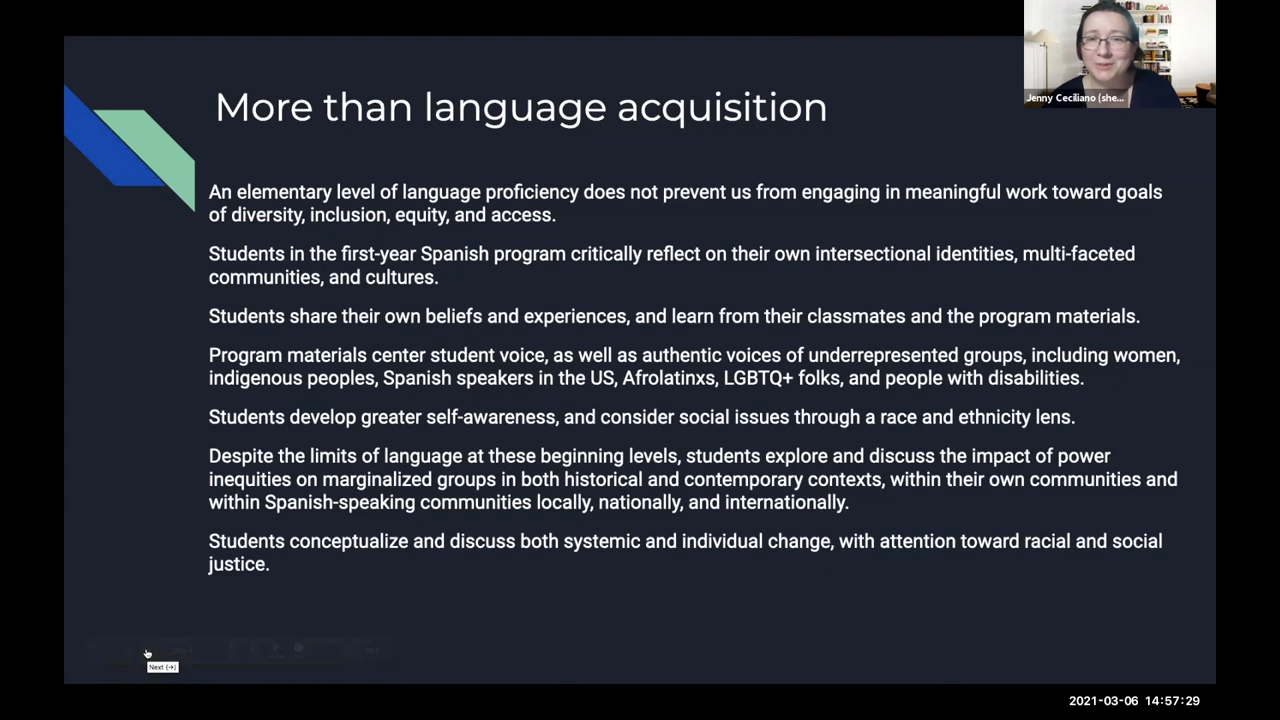 Jenny Ceciliano (she...
More than language acquisition
An elementary level of language proficiency does not prevent us from engaging in meaningful work toward goals
of diversity, inclusion, equity, and access.
Students in the first-year Spanish program critically reflect on their own intersectional identities, multi-faceted
communities, and cultures.
Students share their own beliefs and experiences, and learn from their classmates and the program materials.
Program materials center student voice, as well as authentic voices of underrepresented groups, including women,
indigenous peoples, Spanish speakers in the US, Afrolatinxs, LGBTQ+ folks, and people with disabilities.
Students develop greater self-awareness, and consider social issues through a race and ethnicity lens.
Despite the limits of language at these beginning levels, students explore and discuss the impact of power
inequities on marginalized groups in both historical and contemporary contexts, within their own communities and
within Spanish-speaking communities locally, nationally, and internationally.
Students conceptualize and discuss both systemic and individual change, with attention toward racial and social
justice.
Next (→)
2021-03-06 14:57:29